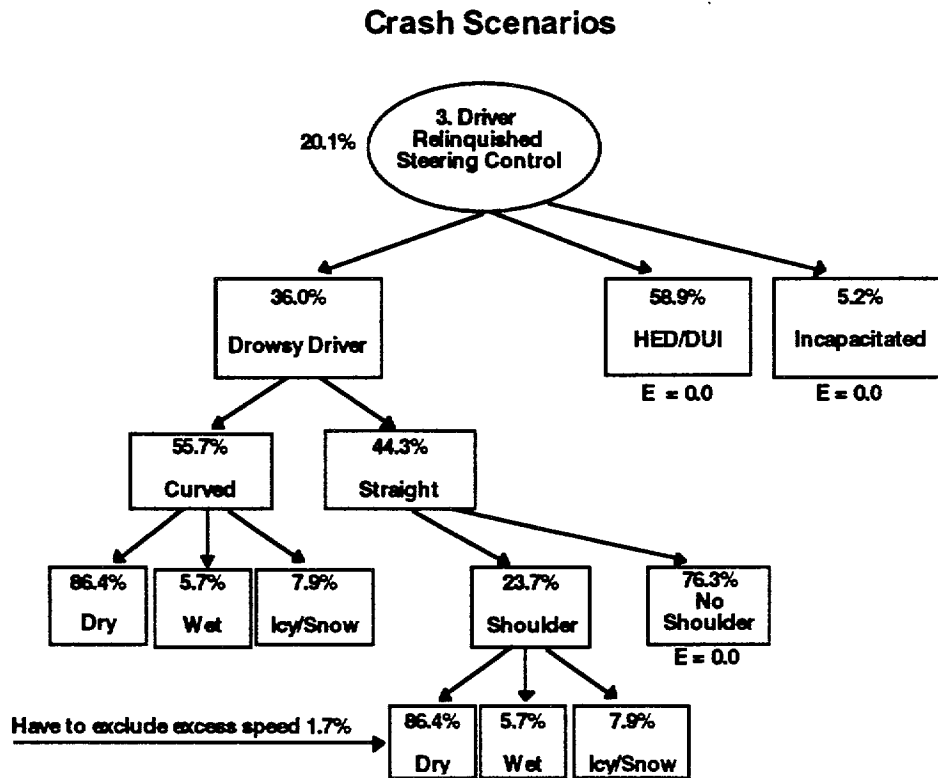 Crash Scenarios
3. Driver
Relinquished
Steering Control
20.1%
36.0%
Drowsy Driver
58.9%
HED/DUI
E = 0.0
5.2%
Incapacitated
E = 0.0
55.7%
Curved
44.3%
Straight
86.4%
Dry
5.7%
Wet
7.9%
Icy/Snow
23.7%
Shoulder
76.3%
No
Shoulder
E = 0.0
Have to exclude excess speed 1.7%
86.4%
Dry
5.7%
Wet
7.9%
Icy/Snow